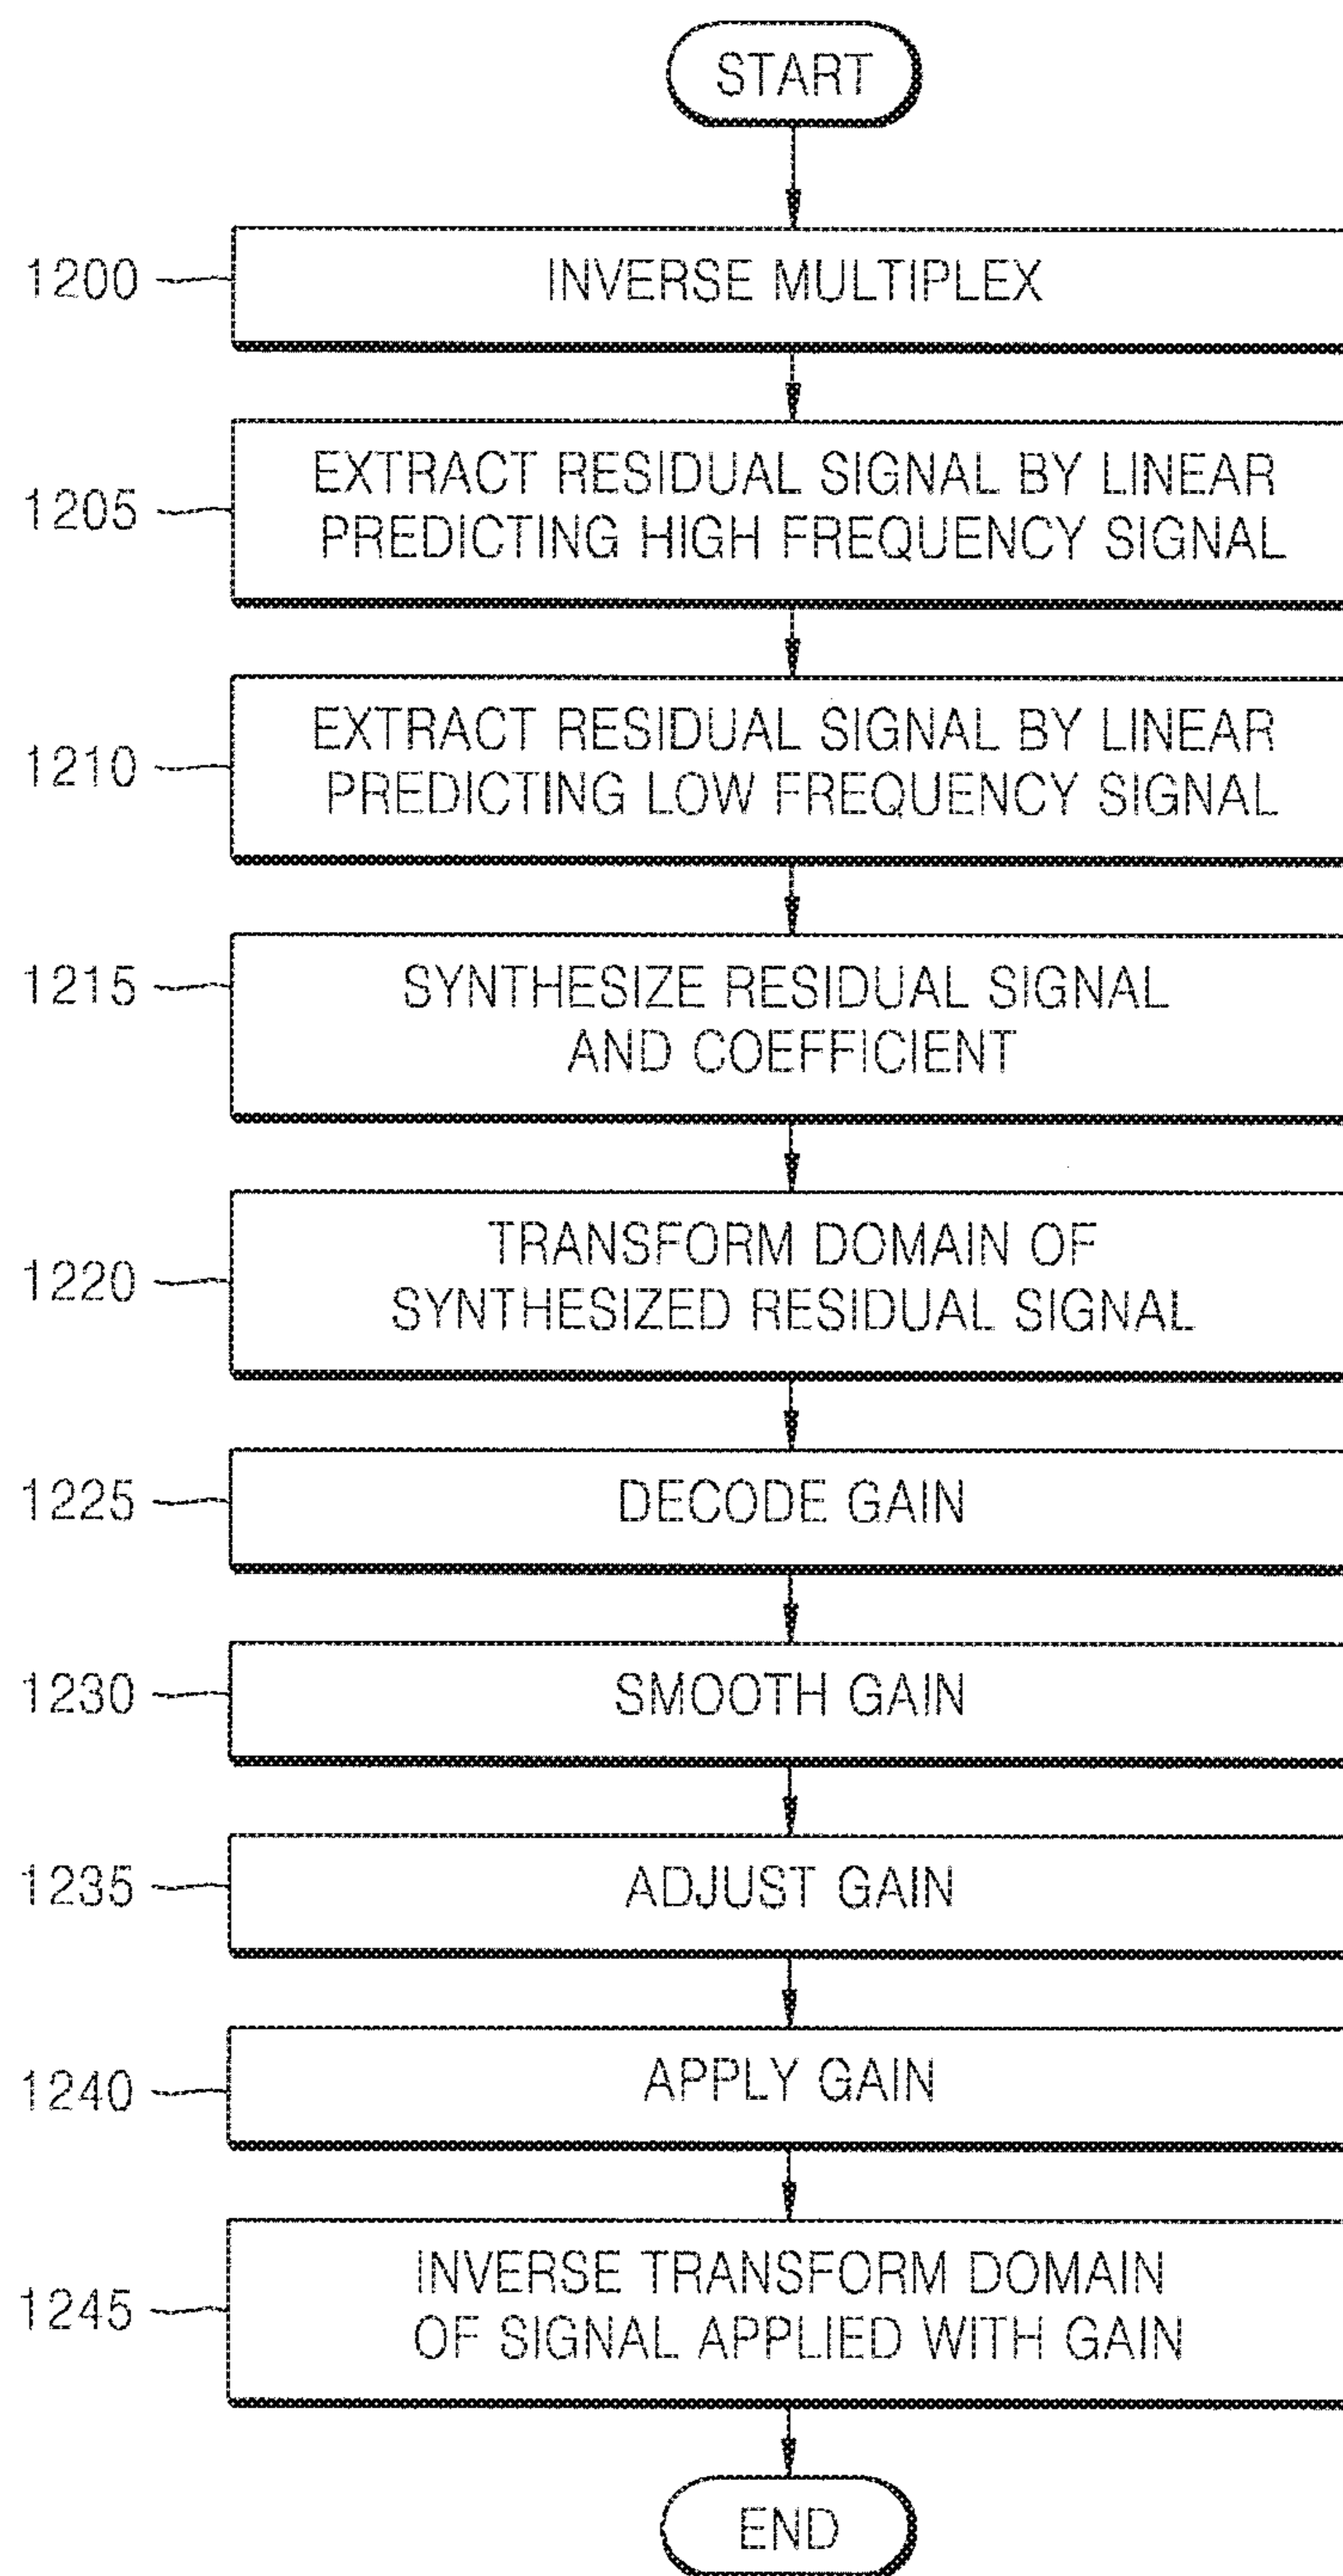 START
1200
INVERSE MULTIPLEX
1205
EXTRACT RESIDUAL SIGNAL BY LINEAR
PREDICTING HIGH FREQUENCY SIGNAL
1210
EXTRACT RESIDUAL SIGNAL BY LINEAR
PREDICTING LOW FREQUENCY SIGNAL
1215
SYNTHESIZE RESIDUAL SIGNAL
AND COEFFICIENT
1220
TRANSFORM DOMAIN OF
SYNTHESIZED RESIDUAL SIGNAL
1225
DECODE GAIN
1230
SMOOTH GAIN
1235
ADJUST GAIN
1240
APPLY GAIN
1245
INVERSE TRANSFORM DOMAIN
OF SIGNAL APPLIED WITH GAIN
END